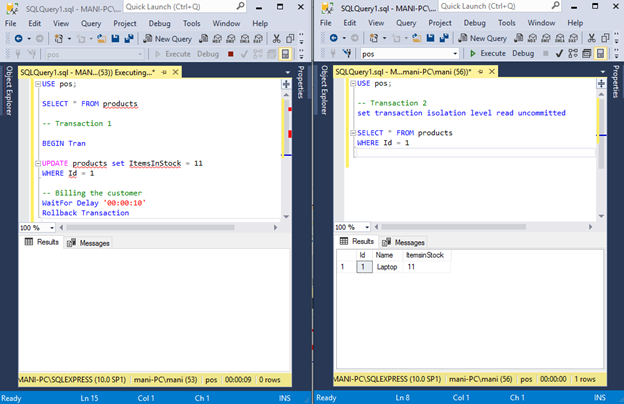 MANI-PC\...
Quick Launch (Ctrl+Q)
File Edit View Query Project Debug Tools
Window Help
New Query
pos
Execute Debug
SQLQuery1.sql - MAN...(53)) Executing...*
Object Explorer
Properties
USE pos;
SELECT * FROM products
-- Transaction 1
BEGIN Tran
UPDATE products set ItemsInStock = 11
WHERE Id = 1
-- Billing the customer
WaitFor Delay '00:00:10'
Rollback Transaction
100 %
Results Messages
MANI-PC\SQLEXPRESS (10.0 SP1) mani-pc\mani (53) pos 00:00:09 0 rows
Ready Ln 15 Col 1 Ch 1 INS
SQLQuery1.sql - MANI-PC\...
Quick Launch (Ctrl+Q)
File Edit View Query Project Debug Tools Window
Help
New Query
pos
Execute Debug
SQLQuery1.sql - M...mani-PC\mani (56))*
Object Explorer
Properties
USE pos;
-- Transaction 2
set transaction isolation level read uncommitted
SELECT * FROM products
WHERE Id = 1
100 %
Results Messages
Id Name ItemsinStock
1 1 Laptop 11
MANI-PC\SQLEXPRESS (10.0 SP1) mani-pc\mani (56) pos 00:00:00 1 rows
Ready Ln 8 Col 1 Ch 1 INS